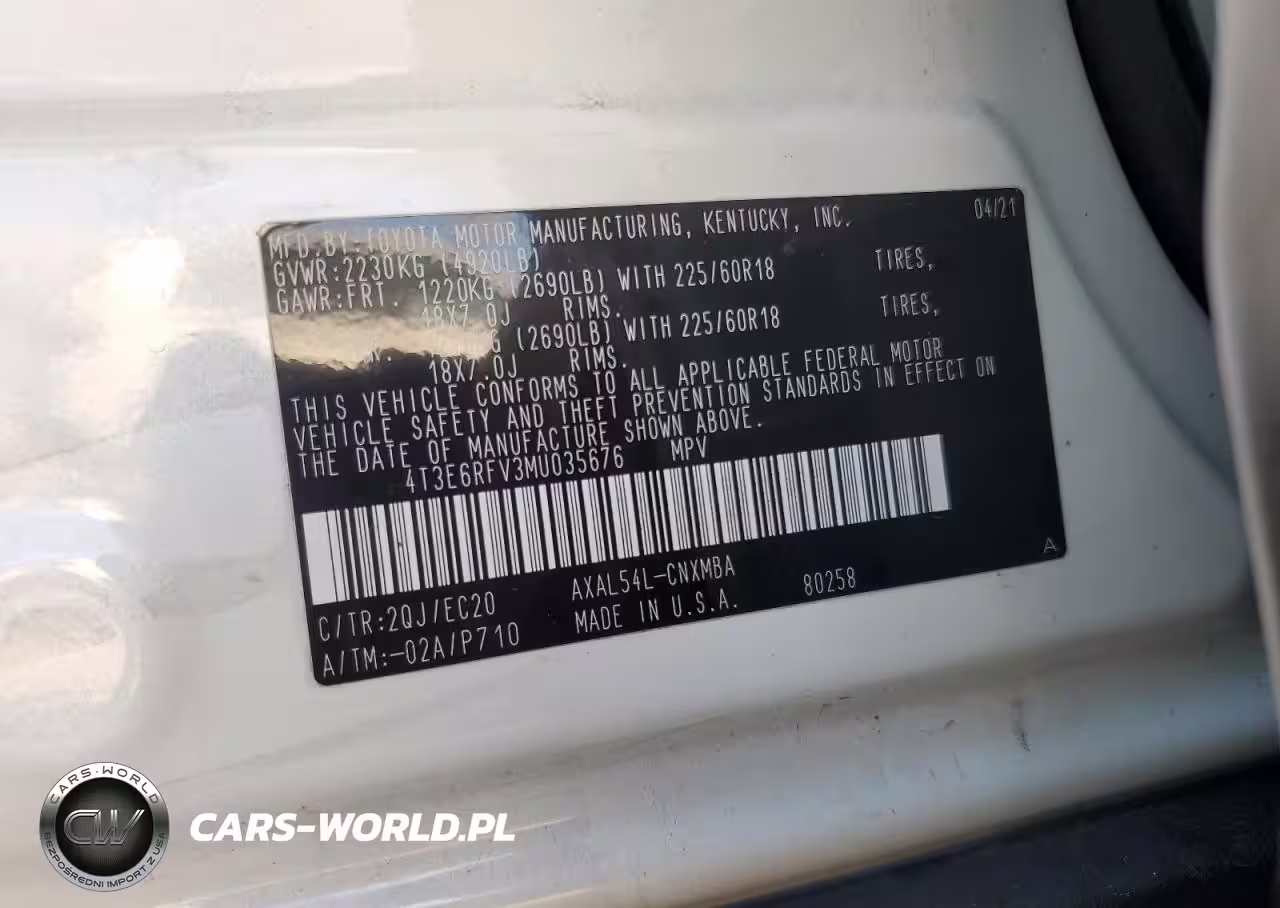 MFD.BY:TOYOTA MOTOR MANUFACTURING, KENTUCKY, INC. 04/21
GVWR:2230KG (4920LB)
GAWR:FRT. 1220KG (2690LB) WITH 225/60R18 TIRES,
18X7.0J RIMS.
(2690LB) WITH 225/60R18 TIRES,
18X7.0J RIMS.
THIS VEHICLE CONFORMS TO ALL APPLICABLE FEDERAL MOTOR
VEHICLE SAFETY AND THEFT PREVENTION STANDARDS IN EFFECT ON
THE DATE OF MANUFACTURE SHOWN ABOVE.
4T3E6RFV3MU035676 MPV
C/TR:2QJ/EC20 AXAL54L-CNXMBA 80258 A
A/TM:-02A/P710 MADE IN U.S.A.
CARS-WORLD
CW
BEZPOŚREDNI IMPORT Z USA
CARS-WORLD.PL